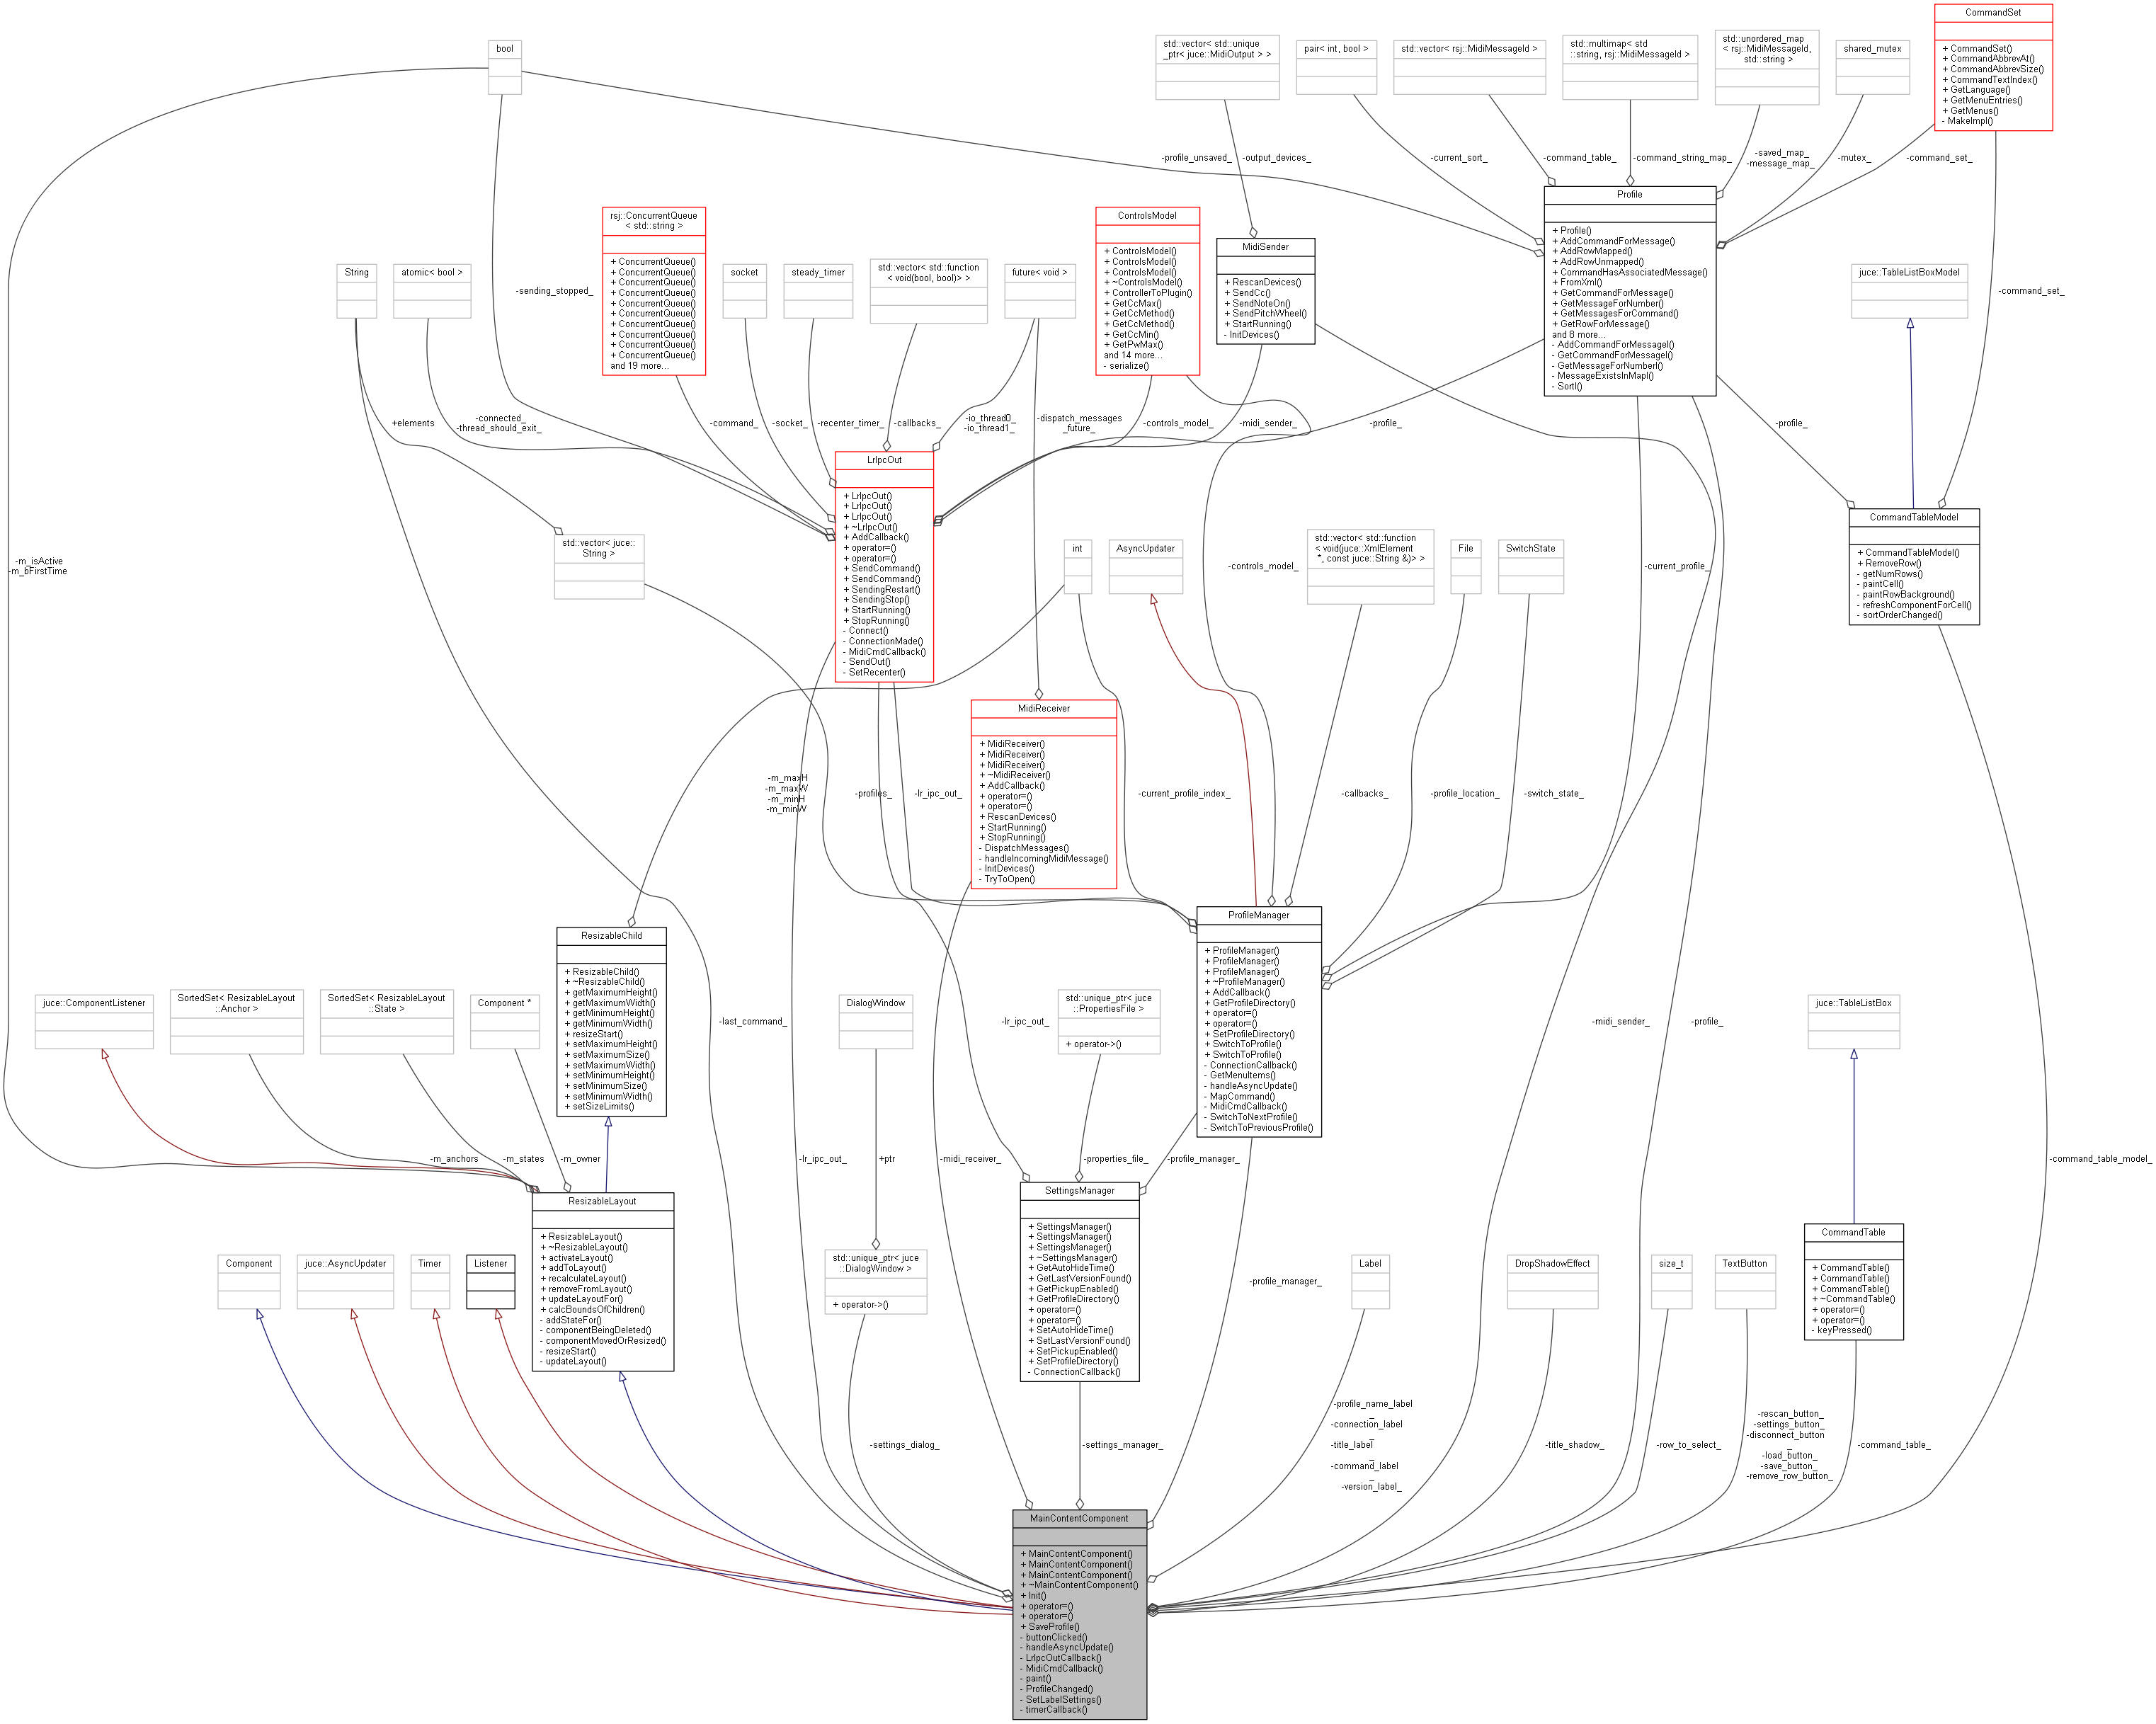 CommandSet
+ CommandSet()
+ CommandAbbrevAt()
+ CommandAbbrevSize()
+ CommandTextIndex()
+ GetLanguage()
+ GetMenuEntries()
+ GetMenus()
- MakeImpl()
bool
std::vector< std::unique
_ptr< juce::MidiOutput > >
pair< int, bool >
std::vector< rsj::MidiMessageId >
std::multimap< std
::string, rsj::MidiMessageId >
std::unordered_map
< rsj::MidiMessageId,
std::string >
shared_mutex
-profile_unsaved_
-output_devices_
-current_sort_
-command_table_
-command_string_map_
-saved_map_
-message_map_
-mutex_
-command_set_
Profile
+ Profile()
+ AddCommandForMessage()
+ AddRowMapped()
+ AddRowUnmapped()
+ CommandHasAssociatedMessage()
+ FromXml()
+ GetCommandForMessage()
+ GetMessageForNumber()
+ GetMessagesForCommand()
+ GetRowForMessage()
and 8 more...
- AddCommandForMessageI()
- GetCommandForMessageI()
- GetMessageForNumberI()
- MessageExistsInMapI()
- SortI()
rsj::ConcurrentQueue
< std::string >
+ ConcurrentQueue()
+ ConcurrentQueue()
+ ConcurrentQueue()
+ ConcurrentQueue()
+ ConcurrentQueue()
+ ConcurrentQueue()
+ ConcurrentQueue()
+ ConcurrentQueue()
+ ConcurrentQueue()
+ ConcurrentQueue()
and 19 more...
ControlsModel
+ ControlsModel()
+ ControlsModel()
+ ControlsModel()
+ ~ControlsModel()
+ ControllerToPlugin()
+ GetCcMax()
+ GetCcMethod()
+ GetCcMethod()
+ GetCcMin()
+ GetPwMax()
and 14 more...
- serialize()
MidiSender
+ RescanDevices()
+ SendCc()
+ SendNoteOn()
+ SendPitchWheel()
+ StartRunning()
- InitDevices()
String
atomic< bool >
-sending_stopped_
socket
steady_timer
std::vector< std::function
< void(bool, bool)> >
future< void >
juce::TableListBoxModel
-command_set_
+elements
-connected_
-thread_should_exit_
-command_
-socket_
-recenter_timer_
-callbacks_
-io_thread0_
-io_thread1_
-dispatch_messages
_future_
-controls_model_
-midi_sender_
-profile_
-profile_
LrIpcOut
+ LrIpcOut()
+ LrIpcOut()
+ LrIpcOut()
+ ~LrIpcOut()
+ AddCallback()
+ operator=()
+ operator=()
+ SendCommand()
+ SendCommand()
+ SendingRestart()
+ SendingStop()
+ StartRunning()
+ StopRunning()
- Connect()
- ConnectionMade()
- MidiCmdCallback()
- SendOut()
- SetRecenter()
CommandTableModel
+ CommandTableModel()
+ RemoveRow()
- getNumRows()
- paintCell()
- paintRowBackground()
- refreshComponentForCell()
- sortOrderChanged()
-m_isActive
-m_bFirstTime
std::vector< juce::
String >
int
AsyncUpdater
-controls_model_
std::vector< std::function
< void(juce::XmlElement
*, const juce::String &)> >
File
SwitchState
-current_profile_
MidiReceiver
+ MidiReceiver()
+ MidiReceiver()
+ MidiReceiver()
+ ~MidiReceiver()
+ AddCallback()
+ operator=()
+ operator=()
+ RescanDevices()
+ StartRunning()
+ StopRunning()
- DispatchMessages()
- handleIncomingMidiMessage()
- InitDevices()
- TryToOpen()
-m_maxH
-m_maxW
-m_minH
-m_minW
-profiles_
-lr_ipc_out_
-current_profile_index_
-callbacks_
-profile_location_
-switch_state_
ResizableChild
+ ResizableChild()
+ ~ResizableChild()
+ getMaximumHeight()
+ getMaximumWidth()
+ getMinimumHeight()
+ getMinimumWidth()
+ resizeStart()
+ setMaximumHeight()
+ setMaximumSize()
+ setMaximumWidth()
+ setMinimumHeight()
+ setMinimumSize()
+ setMinimumWidth()
+ setSizeLimits()
ProfileManager
+ ProfileManager()
+ ProfileManager()
+ ProfileManager()
+ ~ProfileManager()
+ AddCallback()
+ GetProfileDirectory()
+ operator=()
+ operator=()
+ SetProfileDirectory()
+ SwitchToProfile()
+ SwitchToProfile()
- ConnectionCallback()
- GetMenuItems()
- handleAsyncUpdate()
- MapCommand()
- MidiCmdCallback()
- SwitchToNextProfile()
- SwitchToPreviousProfile()
juce::ComponentListener
SortedSet< ResizableLayout
::Anchor >
SortedSet< ResizableLayout
::State >
Component *
-last_command_
DialogWindow
-lr_ipc_out_
std::unique_ptr< juce
::PropertiesFile >
+ operator->()
-midi_sender_
-profile_
juce::TableListBox
-m_anchors
-m_states
-m_owner
-lr_ipc_out_
+ptr
-midi_receiver_
-properties_file_
-profile_manager_
-command_table_model_
ResizableLayout
+ ResizableLayout()
+ ~ResizableLayout()
+ activateLayout()
+ addToLayout()
+ recalculateLayout()
+ removeFromLayout()
+ updateLayoutFor()
+ calcBoundsOfChildren()
- addStateFor()
- componentBeingDeleted()
- componentMovedOrResized()
- resizeStart()
- updateLayout()
SettingsManager
+ SettingsManager()
+ SettingsManager()
+ SettingsManager()
+ ~SettingsManager()
+ GetAutoHideTime()
+ GetLastVersionFound()
+ GetPickupEnabled()
+ GetProfileDirectory()
+ operator=()
+ operator=()
+ SetAutoHideTime()
+ SetLastVersionFound()
+ SetPickupEnabled()
+ SetProfileDirectory()
- ConnectionCallback()
CommandTable
+ CommandTable()
+ CommandTable()
+ CommandTable()
+ ~CommandTable()
+ operator=()
+ operator=()
- keyPressed()
Component
juce::AsyncUpdater
Timer
Listener
std::unique_ptr< juce
::DialogWindow >
+ operator->()
-profile_manager_
Label
DropShadowEffect
size_t
TextButton
-settings_dialog_
-settings_manager_
-profile_name_label
_
-connection_label
_
-title_label
_
-command_label
_
-version_label_
-title_shadow_
-row_to_select_
-rescan_button_
-settings_button_
-disconnect_button
_
-load_button_
-save_button_
-remove_row_button_
-command_table_
MainContentComponent
+ MainContentComponent()
+ MainContentComponent()
+ MainContentComponent()
+ ~MainContentComponent()
+ Init()
+ operator=()
+ operator=()
+ SaveProfile()
- buttonClicked()
- handleAsyncUpdate()
- LrIpcOutCallback()
- MidiCmdCallback()
- paint()
- ProfileChanged()
- SetLabelSettings()
- timerCallback()